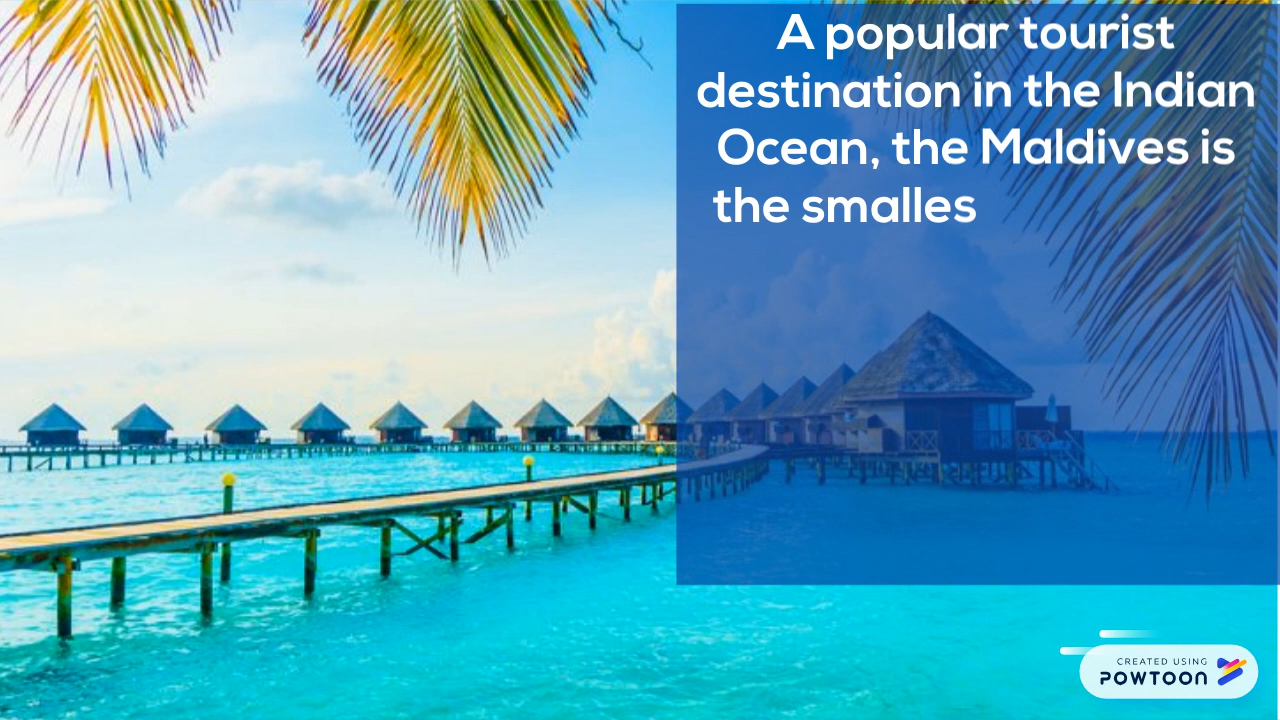 A popular tourist
destination in the Indian
Ocean, the Maldives is
the smalles
CREATED USING
POWTOON